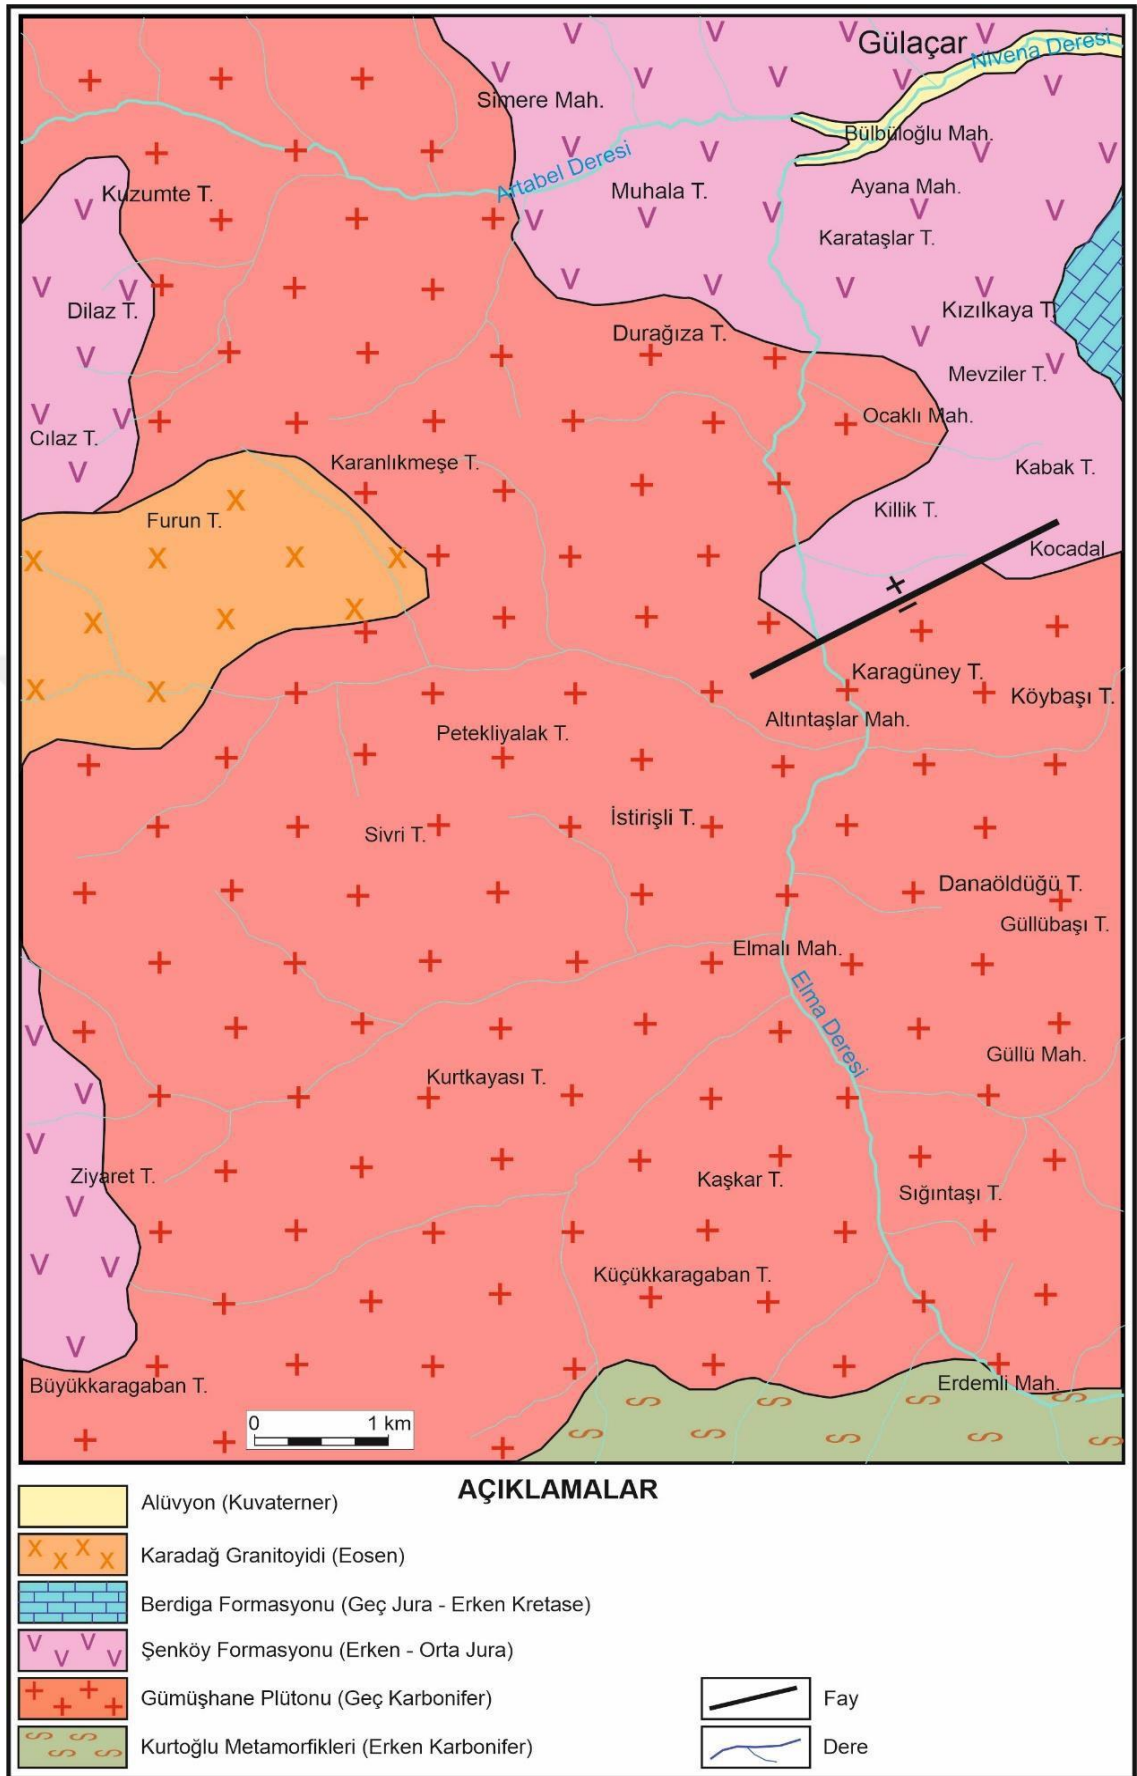 Gülaçar
Nivena Deresi
Simere Mah.
Bülbüloğlu Mah.
Artabel Deresi
Kuzumte T.
Muhala T.
Ayana Mah.
Karataşlar T.
Dilaz T.
Kızılkaya T.
Durağıza T.
Mevziler T.
Ocaklı Mah.
Cılaz T.
Karanlıkmeşe T.
Kabak T.
Furun T.
Killik T.
Kocadal
+
−
Karagüney T.
Köybaşı T.
Altıntaşlar Mah.
Petekliyalak T.
İstirişli T.
Sivri T.
Danaöldüğü T.
Güllübaşı T.
Elmalı Mah.
Elma Deresi
Güllü Mah.
Kurtkayası T.
Ziyaret T.
Kaşkar T.
Sığıntaşı T.
Küçükkaragaban T.
Büyükkaragaban T.
Erdemli Mah.
0 1 km
AÇIKLAMALAR
Alüvyon (Kuvaterner)
Karadağ Granitoyidi (Eosen)
Berdiga Formasyonu (Geç Jura - Erken Kretase)
Şenköy Formasyonu (Erken - Orta Jura)
Gümüşhane Plütonu (Geç Karbonifer)
Kurtoğlu Metamorfikleri (Erken Karbonifer)
Fay
Dere